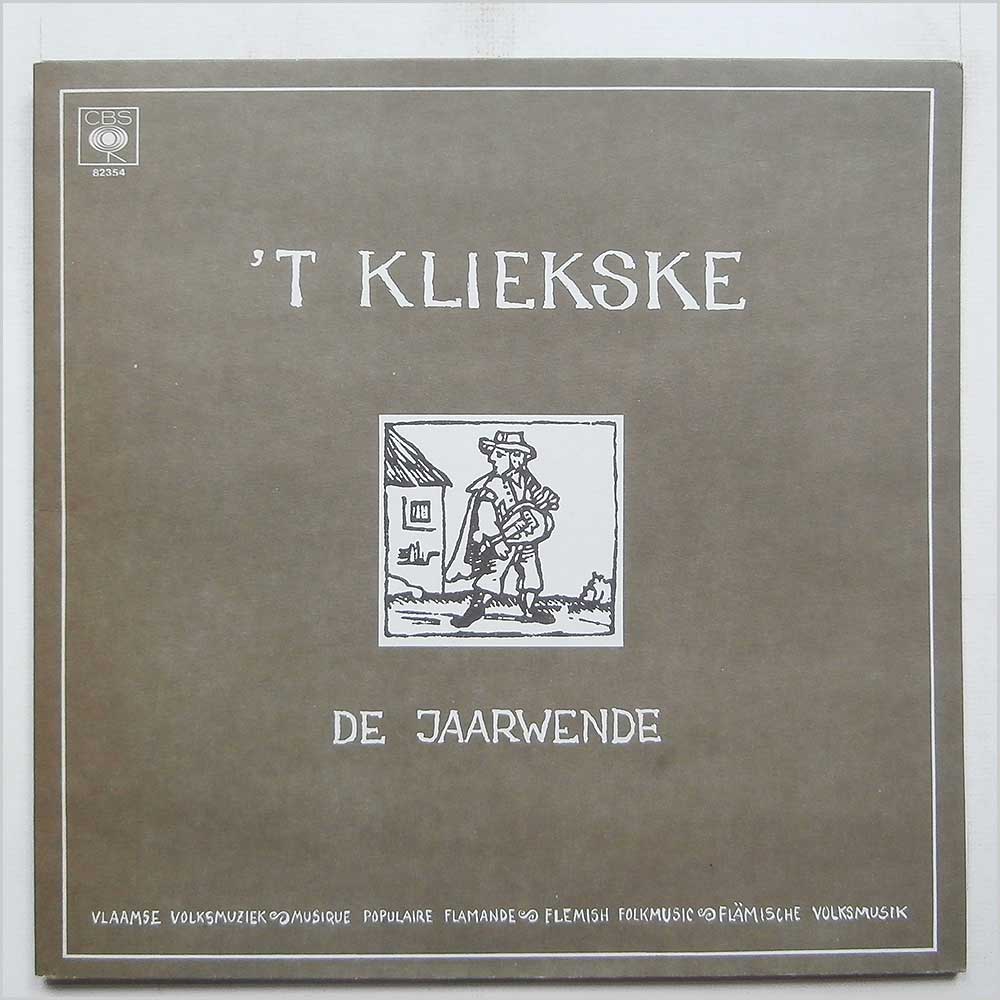 CBS
82354
'T KLIEKSKE
DE JAARWENDE
VLAAMSE VOLKSMUZIEK MUSIQUE POPULAIRE FLAMANDE FLEMISH FOLKMUSIC FLÄMISCHE VOLKSMUSIK